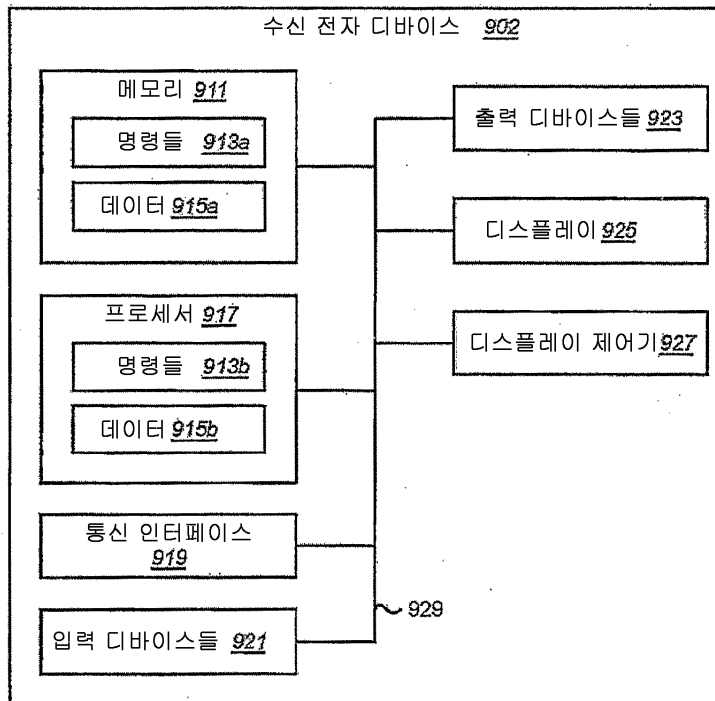 수신 전자 디바이스 902
메모리 911
명령들 913a
데이터 915a
프로세서 917
명령들 913b
데이터 915b
통신 인터페이스
919
입력 디바이스들 921
출력 디바이스들 923
디스플레이 925
디스플레이 제어기 927
929